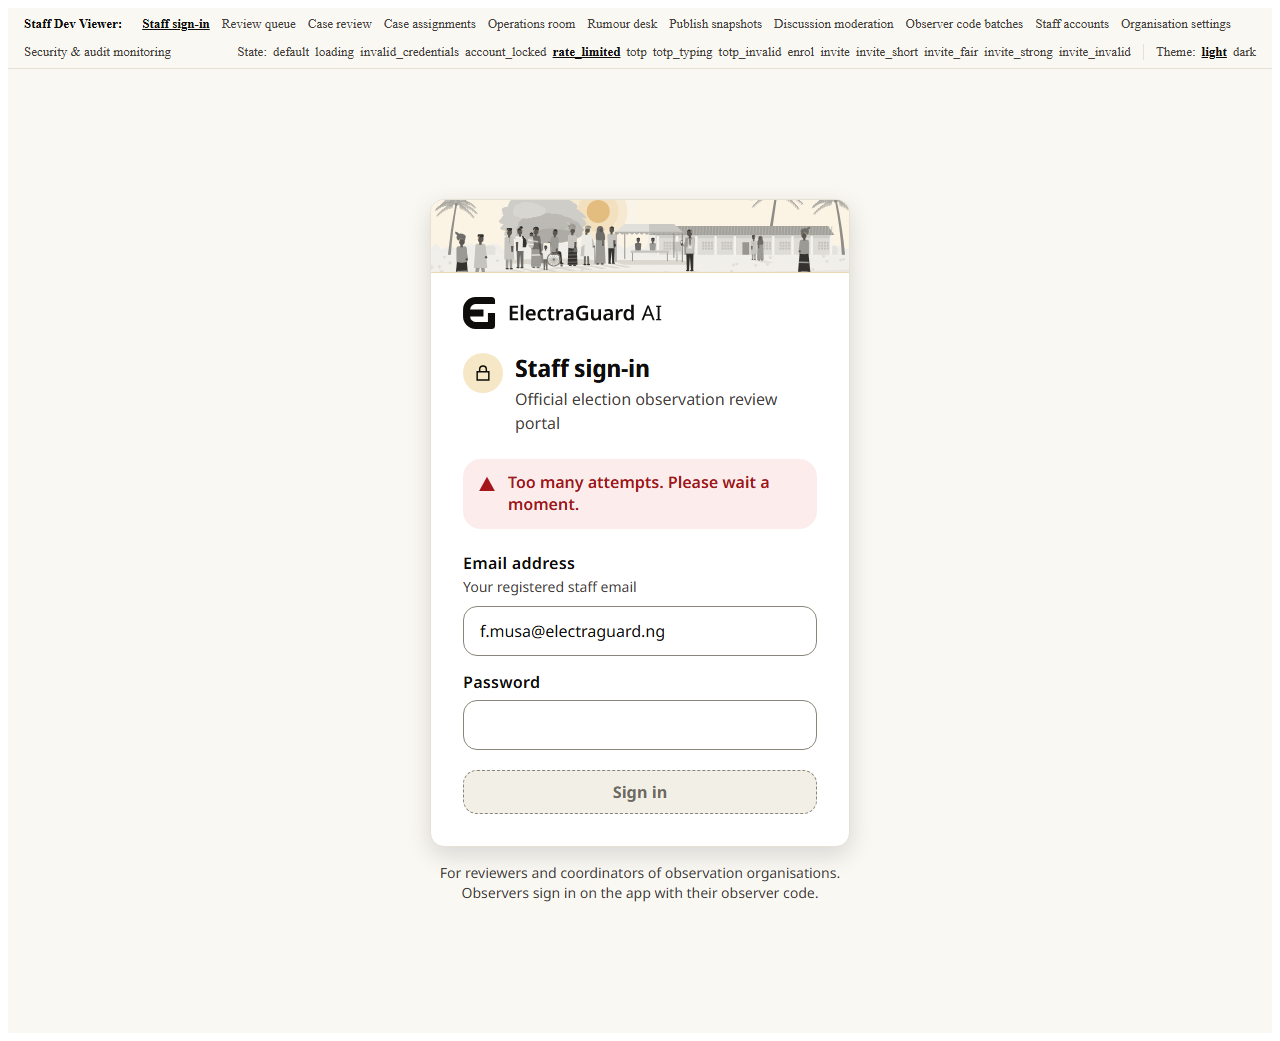 Staff Dev Viewer: Staff sign-in Review queue Case review Case assignments Operations room Rumour desk Publish snapshots Discussion moderation Observer code batches Staff accounts Organisation settings
Security & audit monitoring State: default loading invalid_credentials account_locked rate_limited totp totp_typing totp_invalid enrol invite invite_short invite_fair invite_strong invite_invalid Theme: light dark
ElectraGuard AI
Staff sign-in
Official election observation review
portal
Too many attempts. Please wait a
moment.
Email address
Your registered staff email
f.musa@electraguard.ng
Password
Sign in
For reviewers and coordinators of observation organisations.
Observers sign in on the app with their observer code.